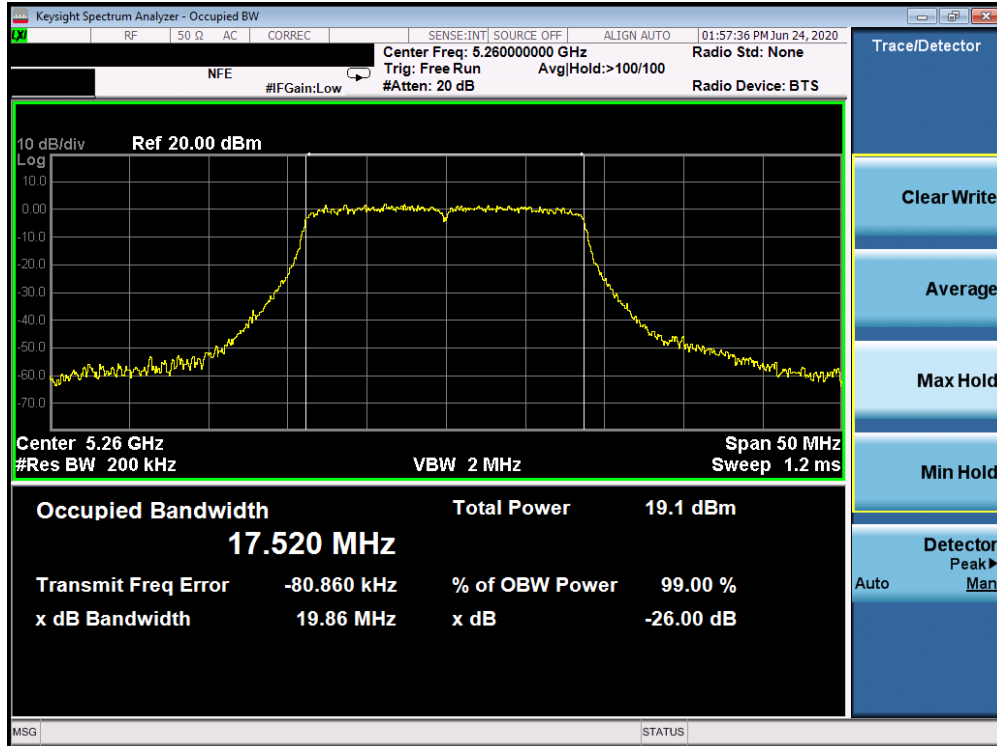 Keysight Spectrum Analyzer - Occupied BW
LXI RF 50 Ω AC CORREC SENSE:INT SOURCE OFF ALIGN AUTO 01:57:36 PM Jun 24, 2020
Center Freq: 5.260000000 GHz Radio Std: None
NFE Trig: Free Run Avg|Hold:>100/100
#IFGain:Low #Atten: 20 dB Radio Device: BTS
Trace/Detector
10 dB/div Ref 20.00 dBm
Log
10.0
0.00
-10.0
-20.0
-30.0
-40.0
-50.0
-60.0
-70.0
Center 5.26 GHz Span 50 MHz
#Res BW 200 kHz VBW 2 MHz Sweep 1.2 ms
Occupied Bandwidth Total Power 19.1 dBm
17.520 MHz
Transmit Freq Error -80.860 kHz % of OBW Power 99.00 %
x dB Bandwidth 19.86 MHz x dB -26.00 dB
Clear Write
Average
Max Hold
Min Hold
Detector
Peak▶
Auto Man
MSG STATUS